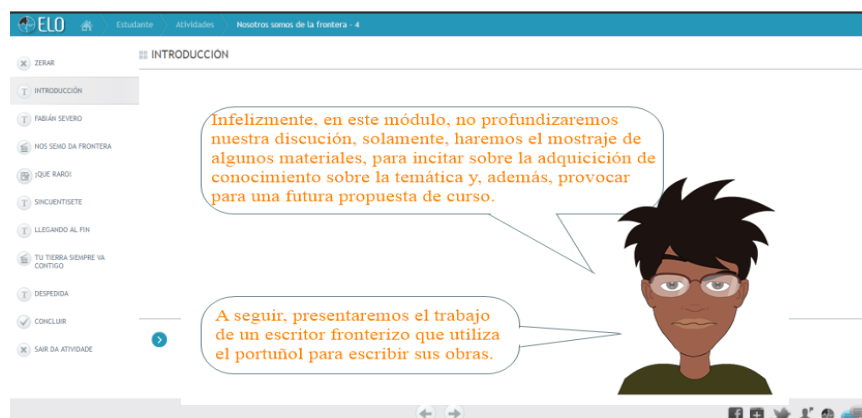 ELO
Estudante
Atividades
Nosotros somos de la frontera - 4
INTRODUCCIÓN
ZERAR
INTRODUCCIÓN
FABIÁN SEVERO
NOS SEMO DA FRONTERA
¡QUÉ RARO!
SINCUENTISETE
LLEGANDO AL FIN
TU TIERRA SIEMPRE VA
CONTIGO
DESPEDIDA
CONCLUIR
SAIR DA ATIVIDADE
Infelizmente, en este módulo, no profundizaremos
nuestra discución, solamente, haremos el mostraje de
algunos materiales, para incitar sobre la adquicición de
conocimiento sobre la temática y, además, provocar
para una futura propuesta de curso.
A seguir, presentaremos el trabajo
de un escritor fronterizo que utiliza
el portuñol para escribir sus obras.